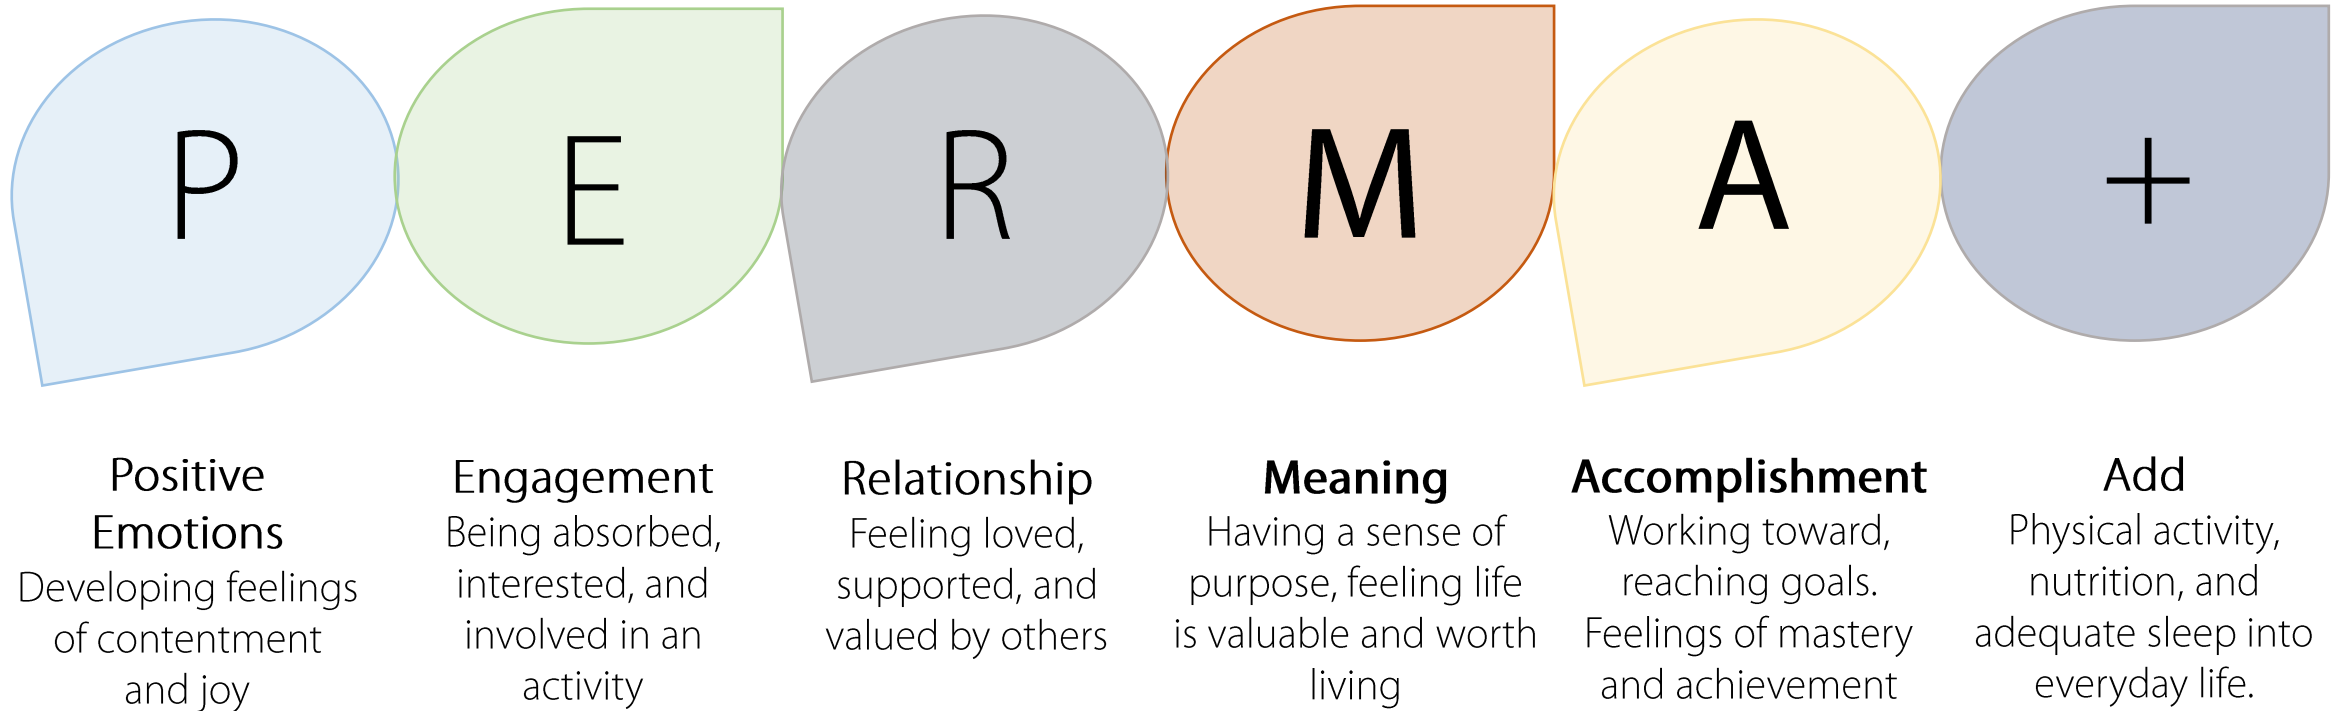 P
E
R
M
A
+
Positive
Emotions
Developing feelings
of contentment
and joy
Engagement
Being absorbed,
interested, and
involved in an
activity
Relationship
Feeling loved,
supported, and
valued by others
Meaning
Having a sense of
purpose, feeling life
is valuable and worth
living
Accomplishment
Working toward,
reaching goals.
Feelings of mastery
and achievement
Add
Physical activity,
nutrition, and
adequate sleep into
everyday life.